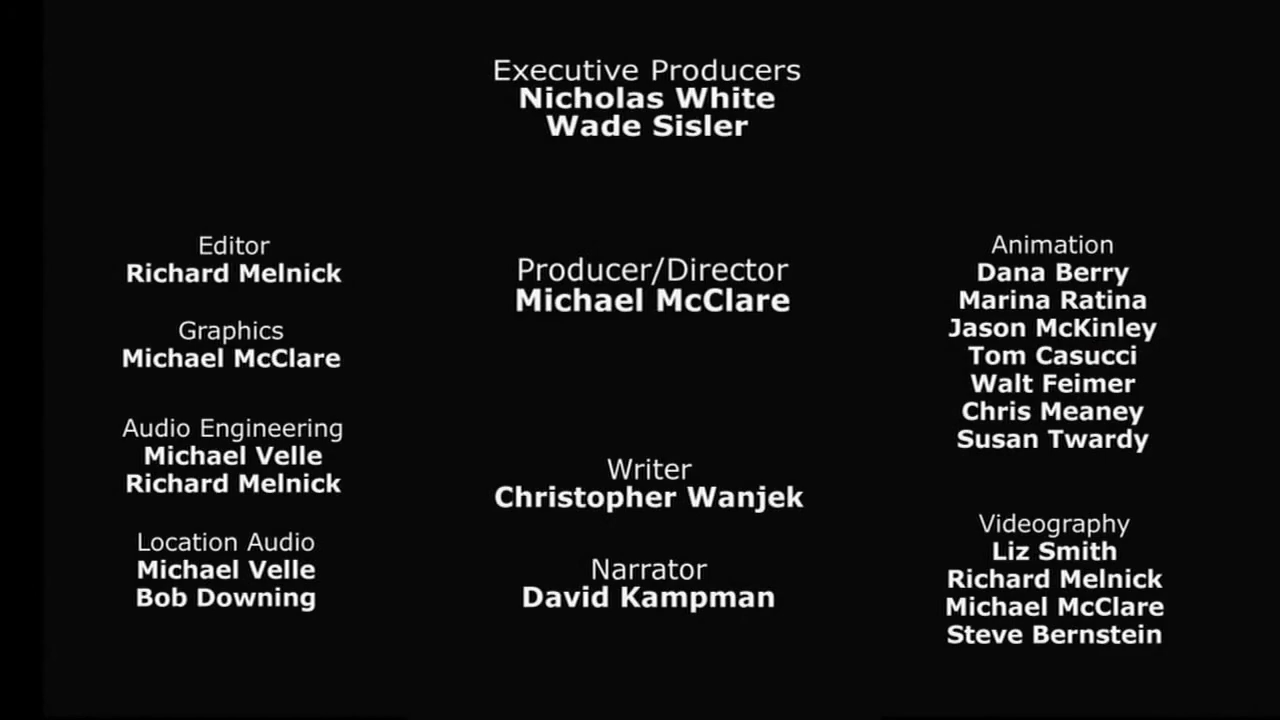 Executive Producers
Nicholas White
Wade Sisler
Editor
Richard Melnick
Graphics
Michael McClare
Audio Engineering
Michael Velle
Richard Melnick
Location Audio
Michael Velle
Bob Downing
Producer/Director
Michael McClare
Writer
Christopher Wanjek
Narrator
David Kampman
Animation
Dana Berry
Marina Ratina
Jason McKinley
Tom Casucci
Walt Feimer
Chris Meaney
Susan Twardy
Videography
Liz Smith
Richard Melnick
Michael McClare
Steve Bernstein